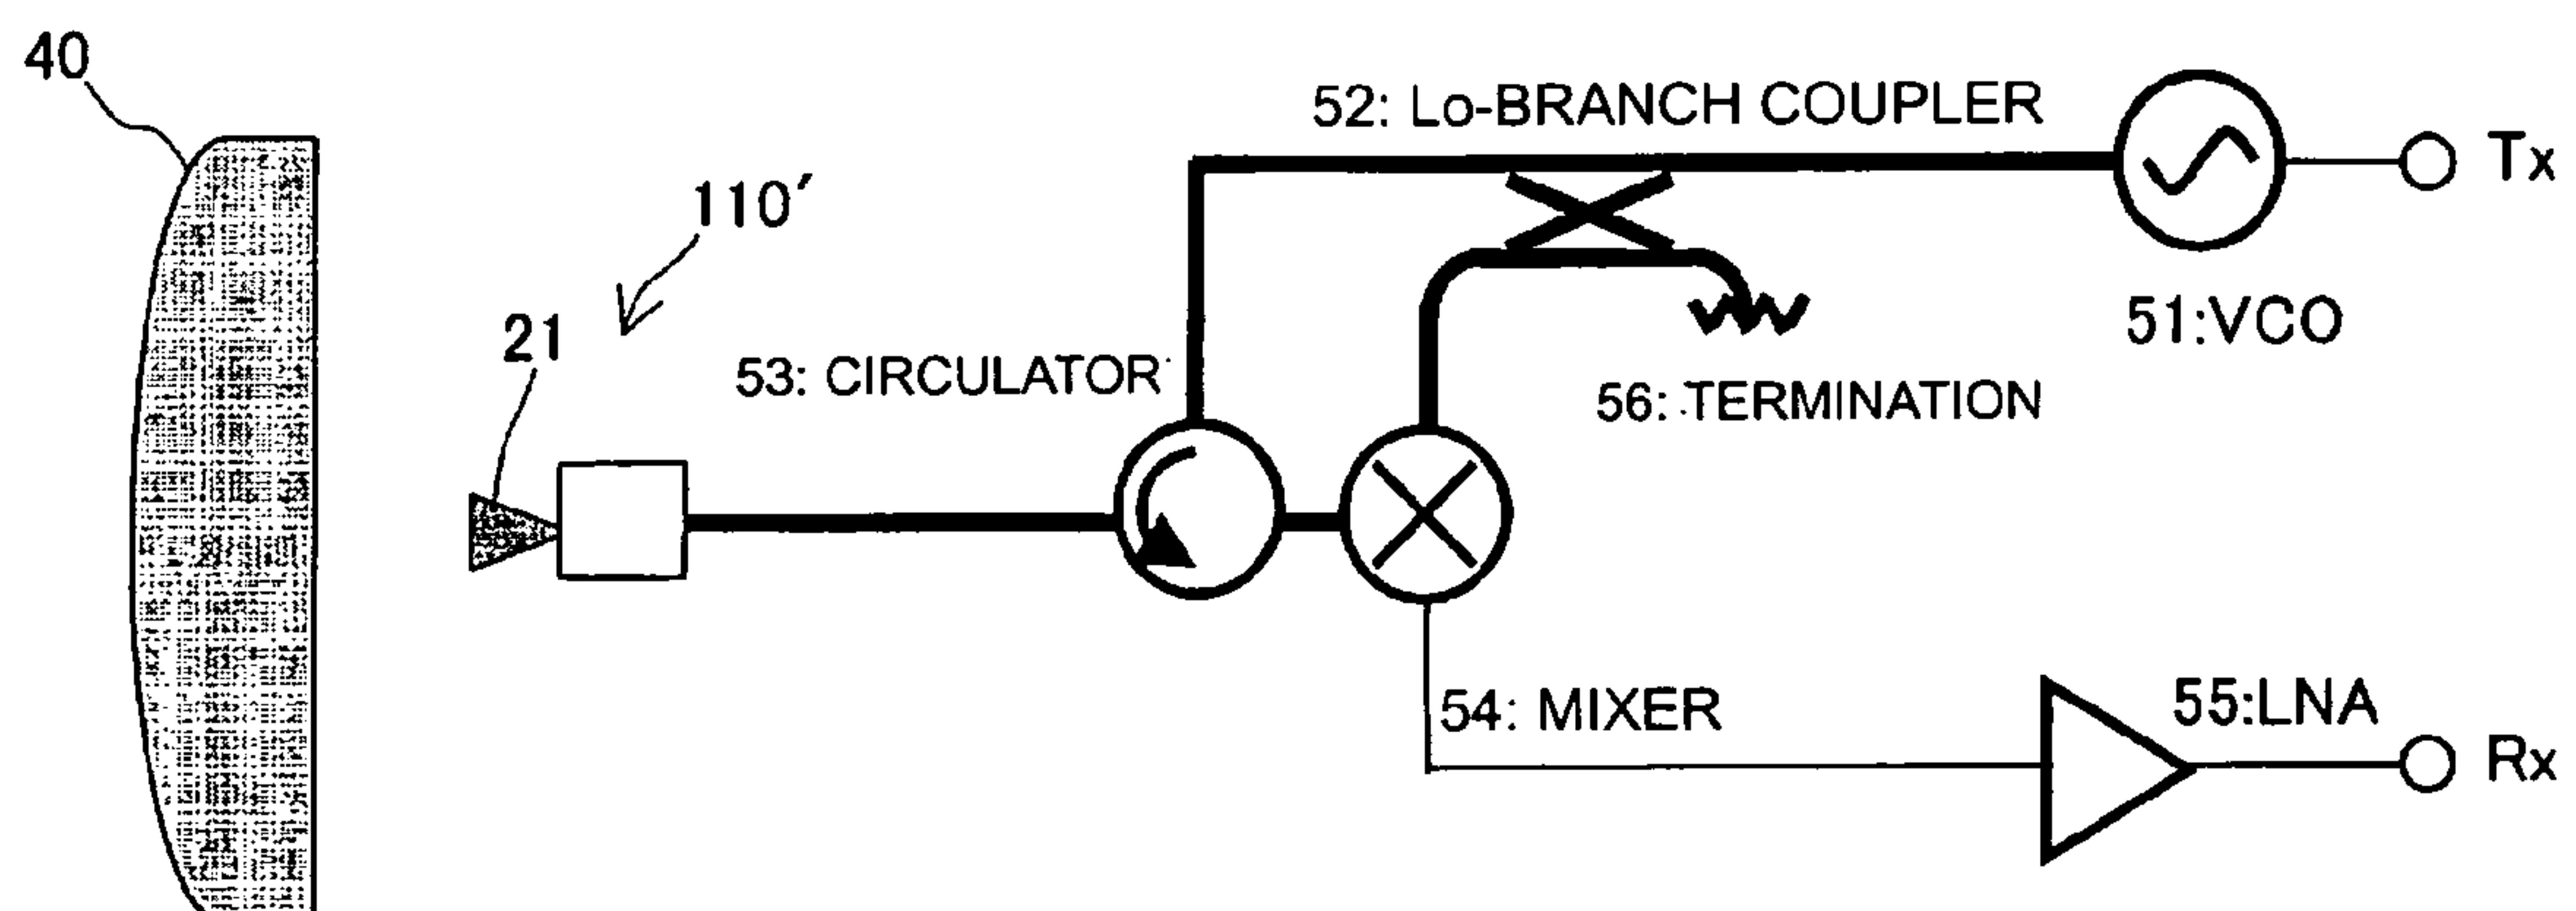 40
52: Lo-BRANCH COUPLER
Tx
110′
21
51:VCO
53: CIRCULATOR
56: TERMINATION
54: MIXER
55:LNA
Rx